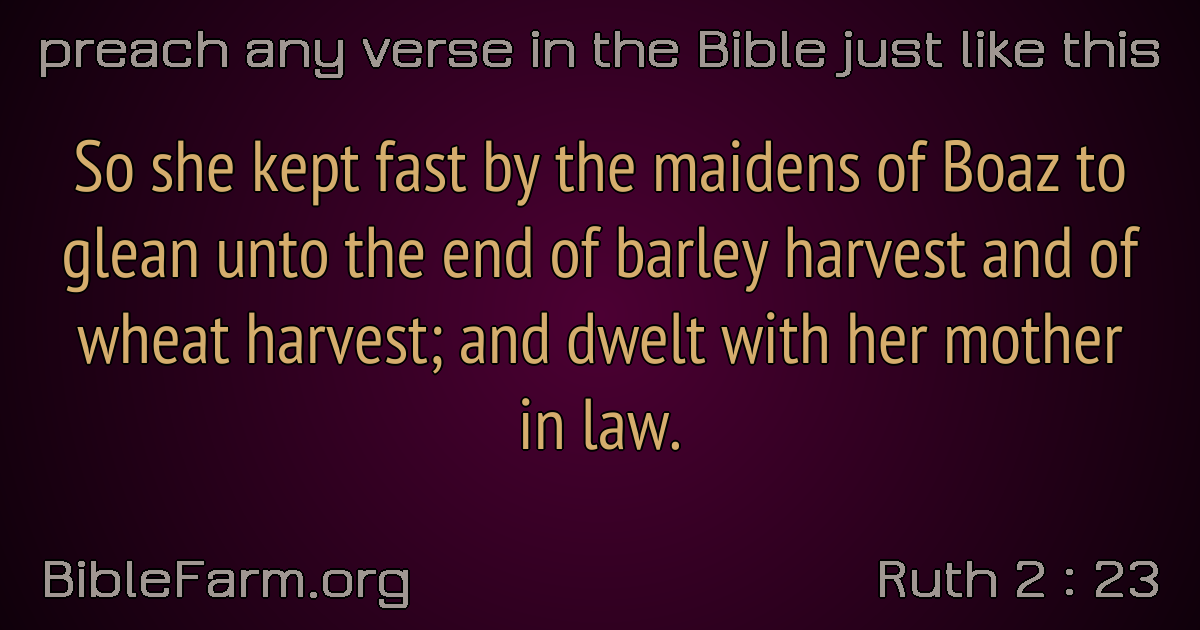 preach any verse in the Bible just like this
So she kept fast by the maidens of Boaz to
glean unto the end of barley harvest and of
wheat harvest; and dwelt with her mother
in law.
BibleFarm.org
Ruth 2 : 23